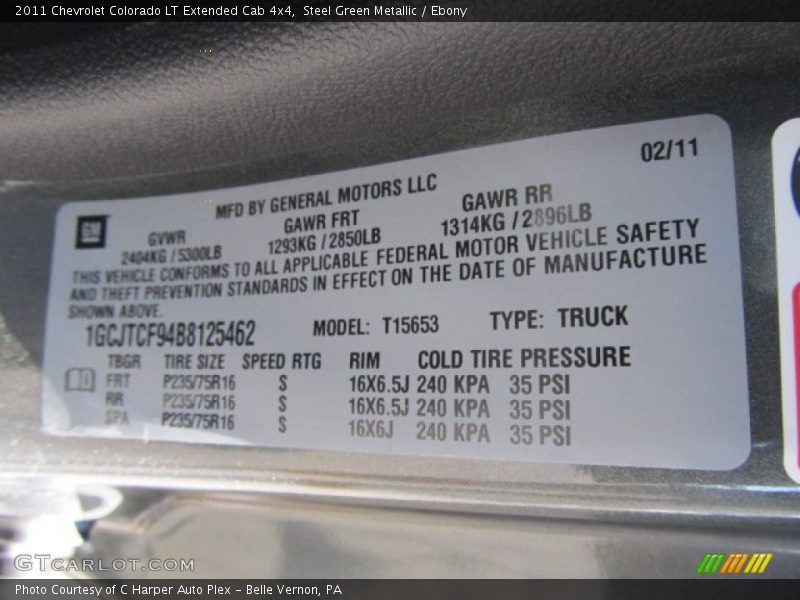 2011 Chevrolet Colorado LT Extended Cab 4x4, Steel Green Metallic / Ebony
02/11
MFD BY GENERAL MOTORS LLC
GM
GVWR GAWR FRT GAWR RR
2404KG / 5300LB 1293KG / 2850LB 1314KG / 2896LB
THIS VEHICLE CONFORMS TO ALL APPLICABLE FEDERAL MOTOR VEHICLE SAFETY
AND THEFT PREVENTION STANDARDS IN EFFECT ON THE DATE OF MANUFACTURE
SHOWN ABOVE.
1GCJTCF94B8125462 MODEL: T15653 TYPE: TRUCK
TBGR TIRE SIZE SPEED RTG RIM COLD TIRE PRESSURE
FRT P235/75R16 S 16X6.5J 240 KPA 35 PSI
RR P235/75R16 S 16X6.5J 240 KPA 35 PSI
SPA P235/75R16 S 16X6J 240 KPA 35 PSI
GTCARLOT.COM
Photo Courtesy of C Harper Auto Plex - Belle Vernon, PA